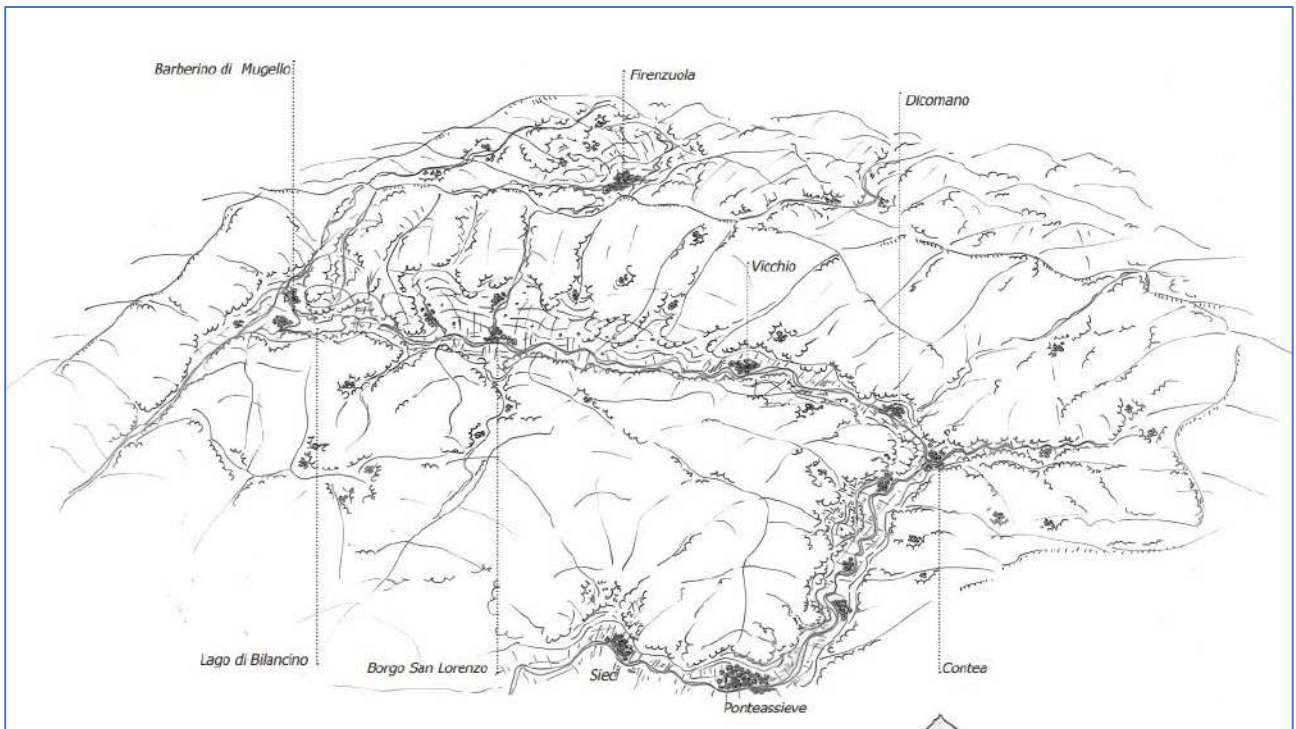 Barberino di Mugello
Firenzuola
Dicomano
Vicchio
Lago di Bilancino
Borgo San Lorenzo
Sieci
Contea
Ponteassieve